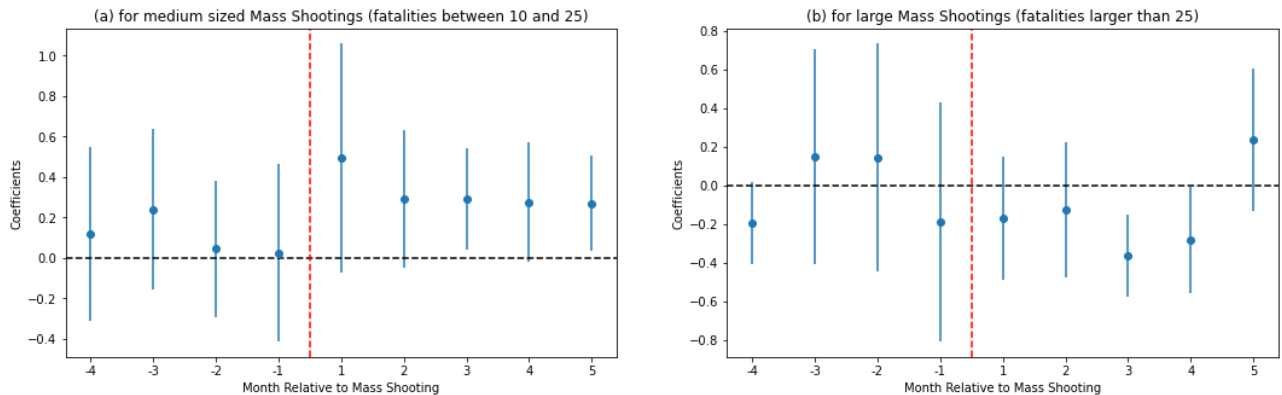 (a) for medium sized Mass Shootings (fatalities between 10 and 25)
1.0
0.8
0.6
0.4
0.2
0.0
−0.2
−0.4
Coefficients
-4 -3 -2 -1 1 2 3 4 5
Month Relative to Mass Shooting
(b) for large Mass Shootings (fatalities larger than 25)
0.8
0.6
0.4
0.2
0.0
−0.2
−0.4
−0.6
−0.8
Coefficients
-4 -3 -2 -1 1 2 3 4 5
Month Relative to Mass Shooting